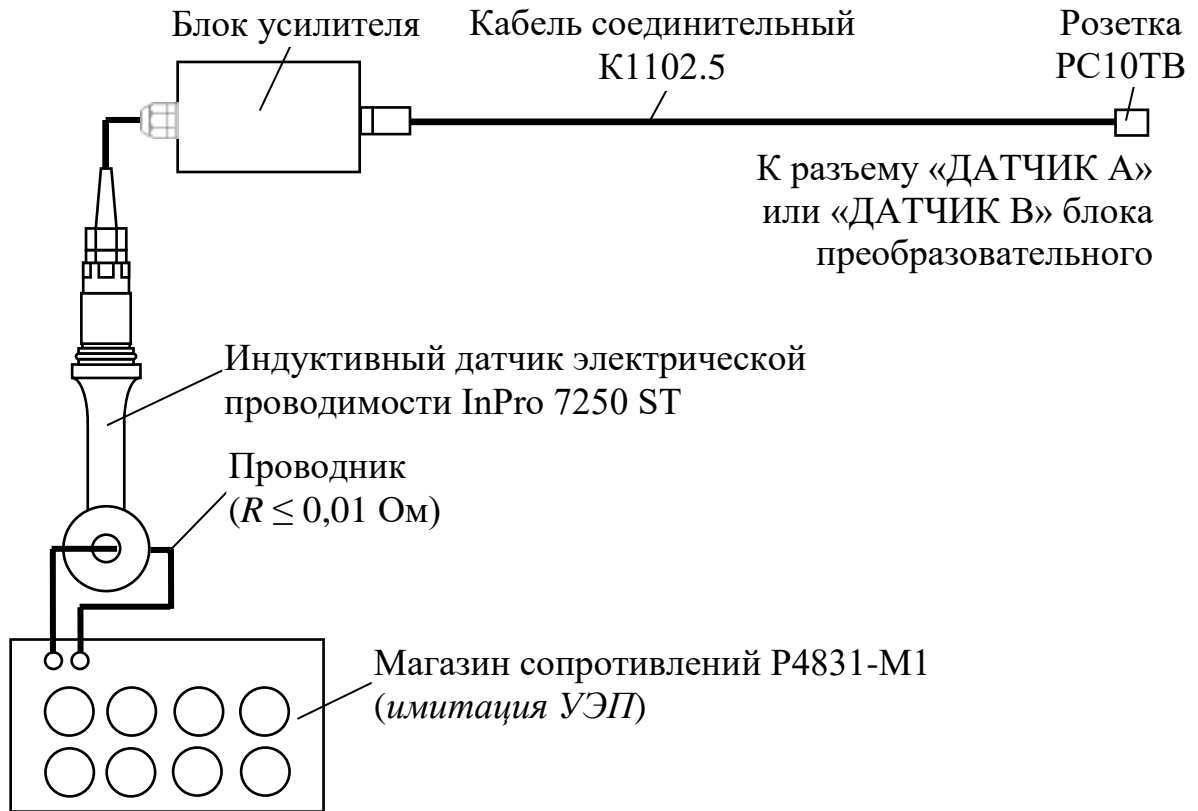 Блок усилителя
Кабель соединительный
К1102.5
Розетка
РС10ТВ
К разъему «ДАТЧИК А»
или «ДАТЧИК В» блока
преобразовательного
Индуктивный датчик электрической
проводимости InPro 7250 ST
Проводник
(R ≤ 0,01 Ом)
Магазин сопротивлений Р4831-М1
(имитация УЭП)